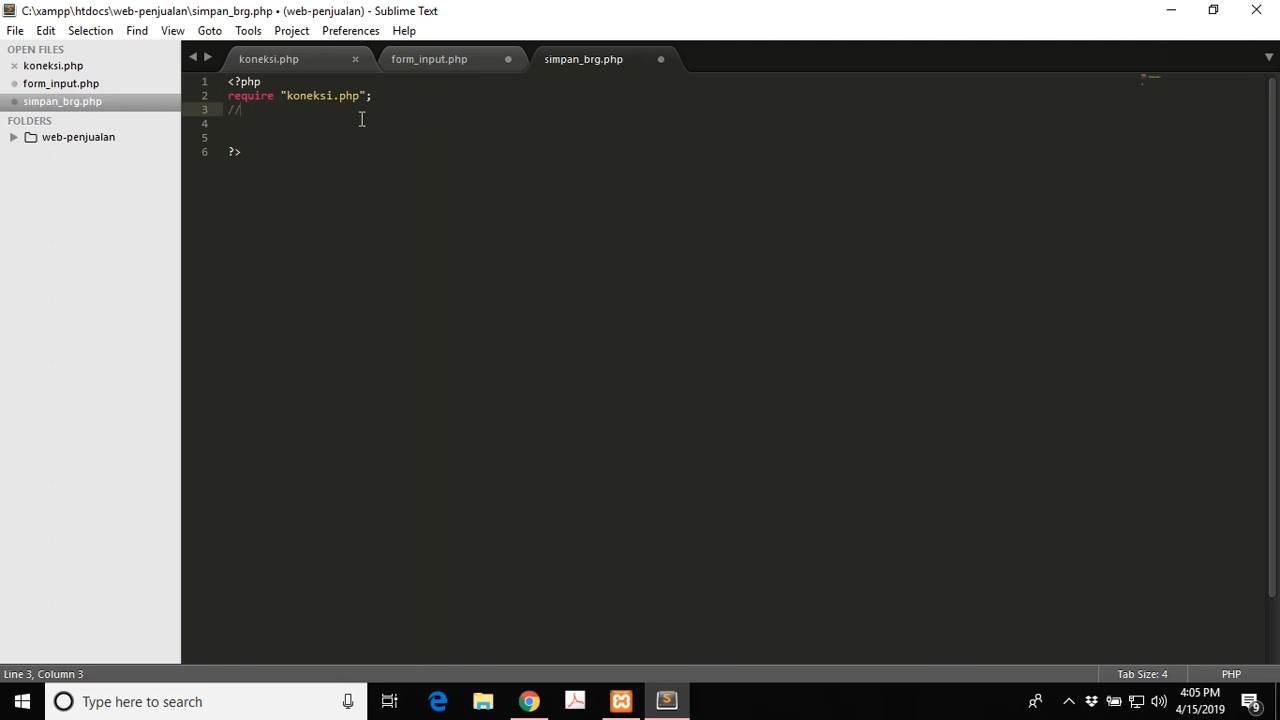 C:\xampp\htdocs\web-penjualan\simpan_brg.php • (web-penjualan) - Sublime Text
File Edit Selection Find View Goto Tools Project Preferences Help
OPEN FILES
koneksi.php
form_input.php
simpan_brg.php
FOLDERS
web-penjualan
koneksi.php form_input.php simpan_brg.php
1 <?php
2 require "koneksi.php";
3 //
4
5
6 ?>
Line 3, Column 3
Tab Size: 4 PHP
Type here to search
4:05 PM
4/15/2019
9